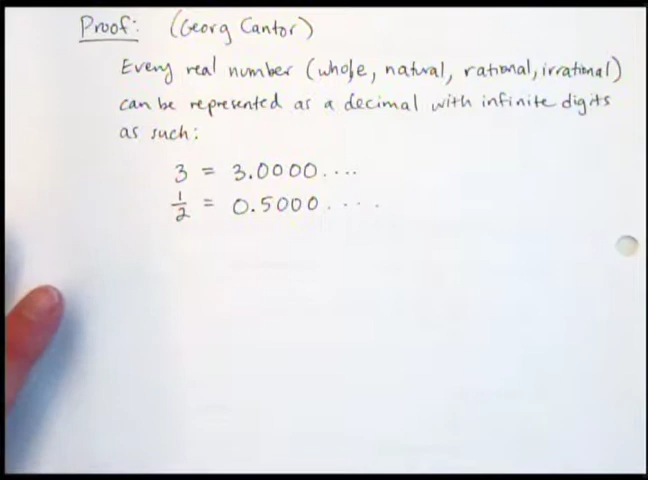 Proof: (Georg Cantor)
Every real number (whole, natural, rational, irrational)
can be represented as a decimal with infinite digits
as such:
3 = 3.0000....
1/2 = 0.5000....